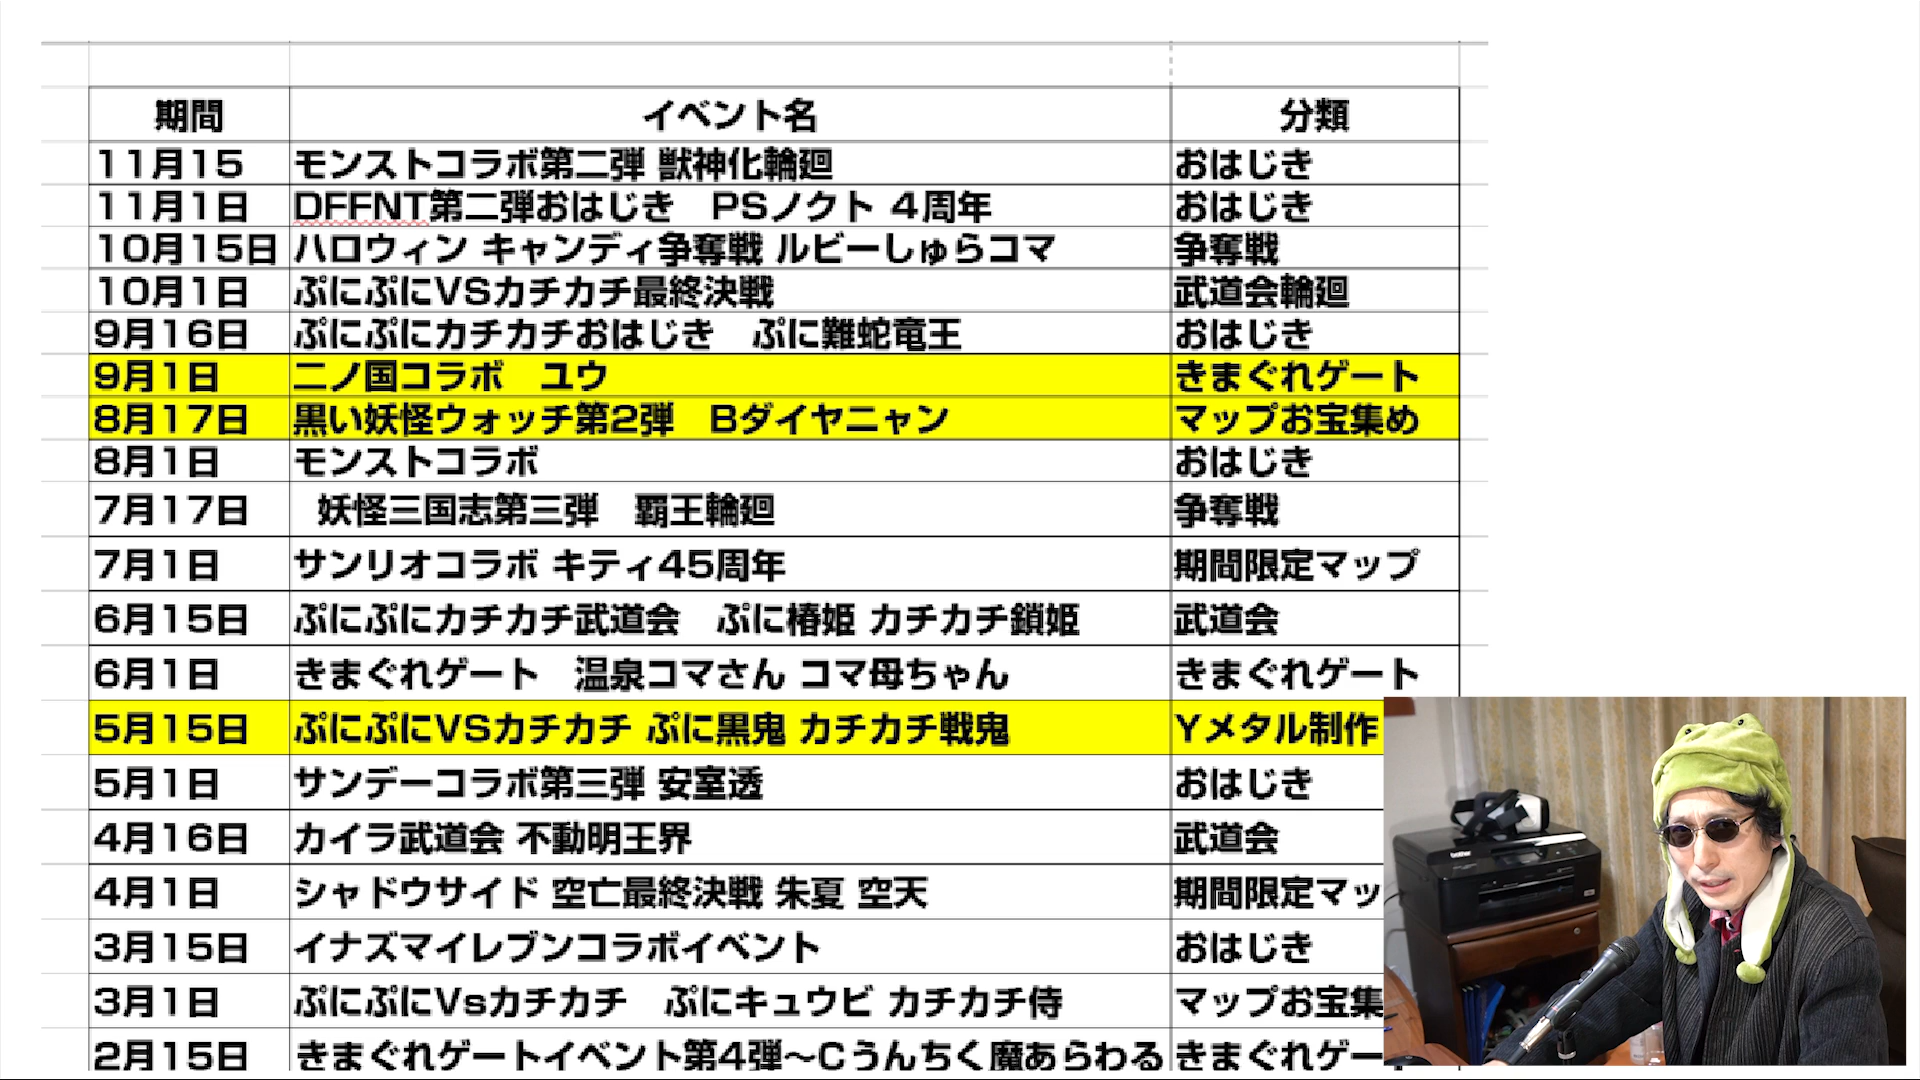 期間 イベント名 分類
11月15 モンストコラボ第二弾 獣神化輪廻 おはじき
11月1日 DFFNT第二弾おはじき　PSノクト 4周年 おはじき
10月15日 ハロウィン キャンディ争奪戦 ルビーしゅらコマ 争奪戦
10月1日 ぷにぷにVSカチカチ最終決戦 武道会輪廻
9月16日 ぷにぷにカチカチおはじき　ぷに難蛇竜王 おはじき
9月1日 二ノ国コラボ　ユウ きまぐれゲート
8月17日 黒い妖怪ウォッチ第2弾　Bダイヤニャン マップお宝集め
8月1日 モンストコラボ おはじき
7月17日 妖怪三国志第三弾　覇王輪廻 争奪戦
7月1日 サンリオコラボ キティ45周年 期間限定マップ
6月15日 ぷにぷにカチカチ武道会　ぷに椿姫 カチカチ鎖姫 武道会
6月1日 きまぐれゲート　温泉コマさん コマ母ちゃん きまぐれゲート
5月15日 ぷにぷにVSカチカチ ぷに黒鬼 カチカチ戦鬼 Yメタル制作
5月1日 サンデーコラボ第三弾 安室透 おはじき
4月16日 カイラ武道会 不動明王界 武道会
4月1日 シャドウサイド 空亡最終決戦 朱夏 空天 期間限定マッ
3月15日 イナズマイレブンコラボイベント おはじき
3月1日 ぷにぷにVsカチカチ　ぷにキュウビ カチカチ侍 マップお宝集
2月15日 きまぐれゲートイベント第4弾～Cうんちく魔あらわる きまぐれゲー
brother